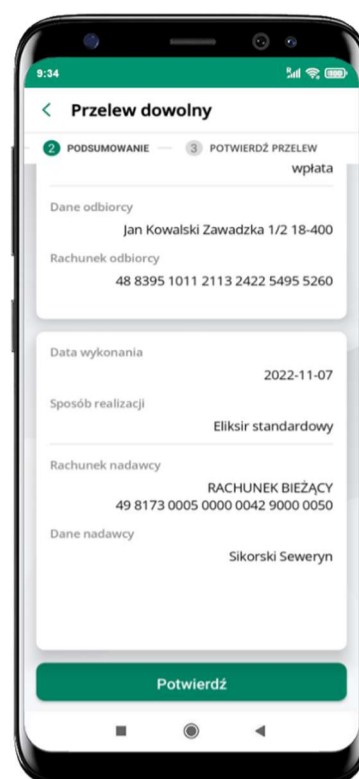 9:34
Przelew dowolny
2 PODSUMOWANIE 3 POTWIERDŹ PRZELEW
wpłata
Dane odbiorcy
Jan Kowalski Zawadzka 1/2 18-400
Rachunek odbiorcy
48 8395 1011 2113 2422 5495 5260
Data wykonania
2022-11-07
Sposób realizacji
Eliksir standardowy
Rachunek nadawcy
RACHUNEK BIEŻĄCY
49 8173 0005 0000 0042 9000 0050
Dane nadawcy
Sikorski Seweryn
Potwierdź